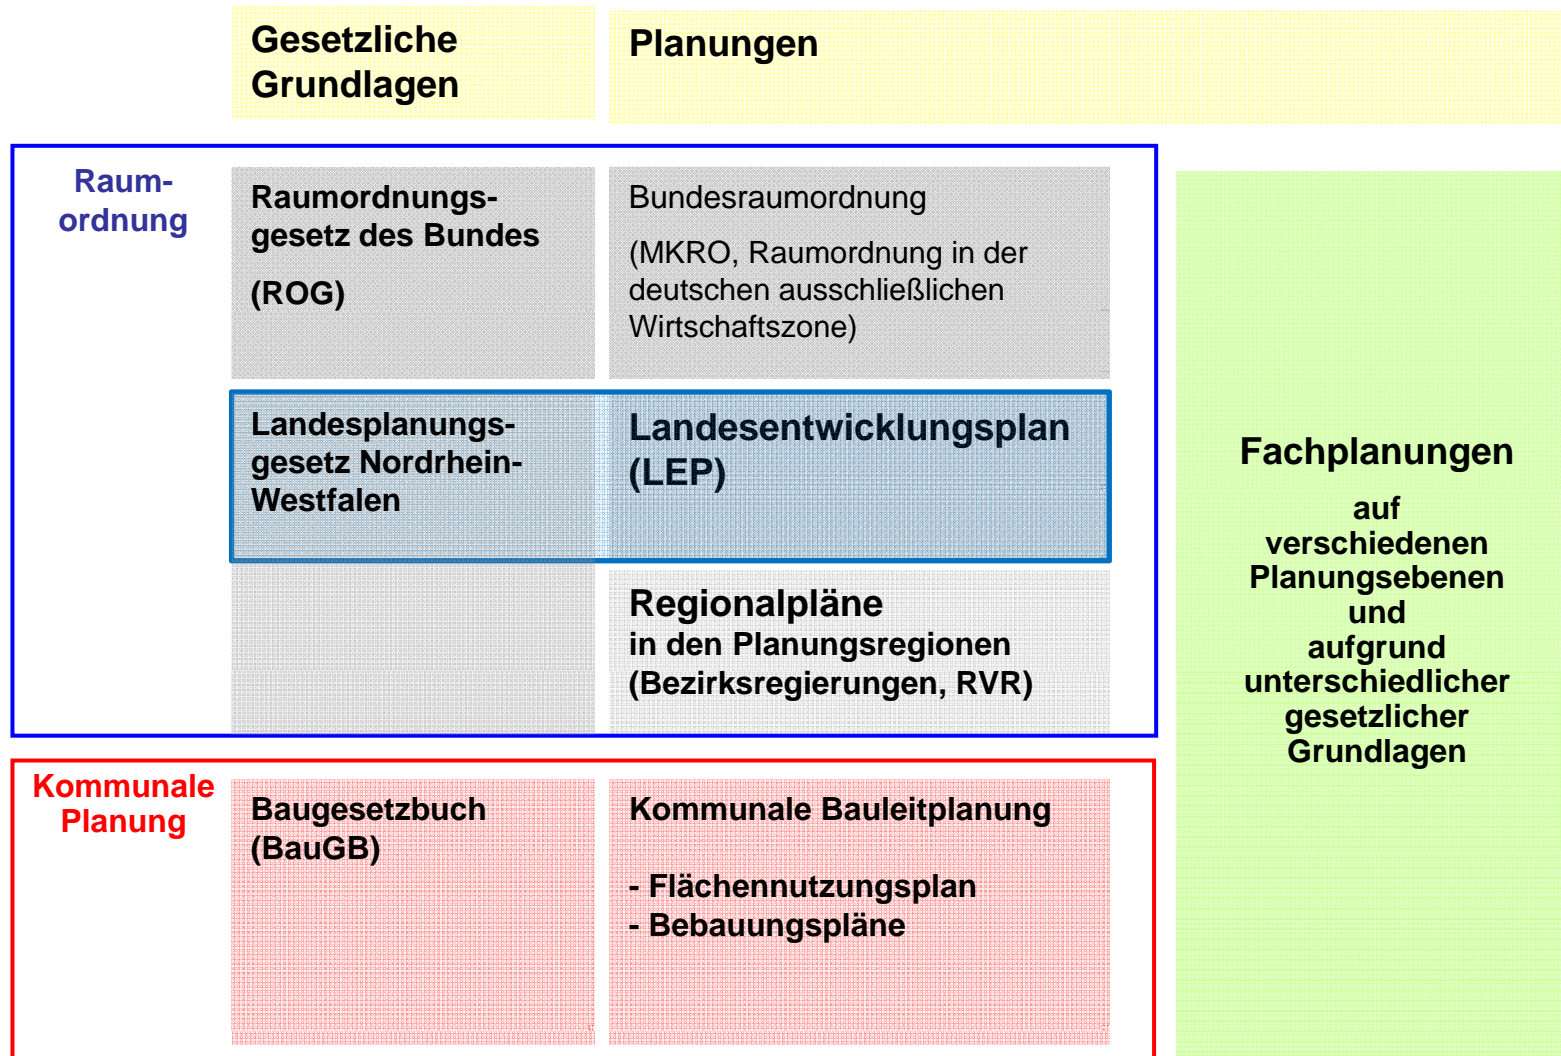 Gesetzliche
Grundlagen
Planungen
Raum-
ordnung
Raumordnungs-
gesetz des Bundes
(ROG)
Bundesraumordnung
(MKRO, Raumordnung in der
deutschen ausschließlichen
Wirtschaftszone)
Landesplanungs-
gesetz Nordrhein-
Westfalen
Landesentwicklungsplan
(LEP)
Regionalpläne
in den Planungsregionen
(Bezirksregierungen, RVR)
Kommunale
Planung
Baugesetzbuch
(BauGB)
Kommunale Bauleitplanung
- Flächennutzungsplan
- Bebauungspläne
Fachplanungen
auf
verschiedenen
Planungsebenen
und
aufgrund
unterschiedlicher
gesetzlicher
Grundlagen